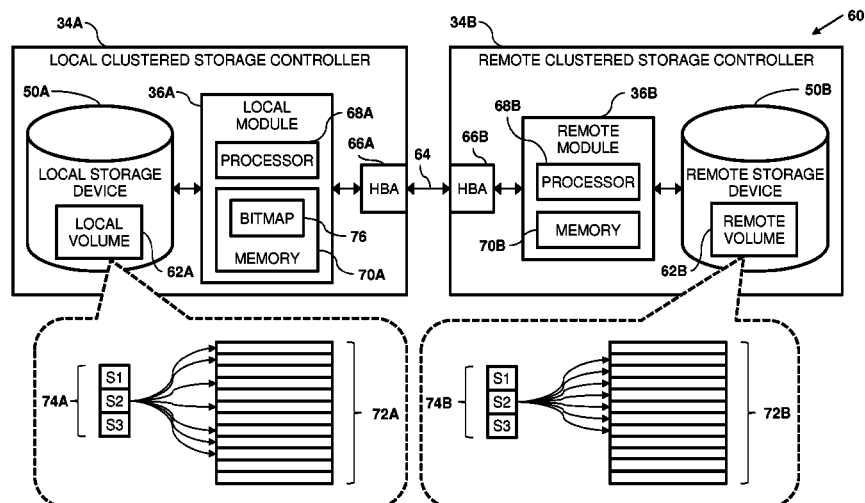 34A
34B
60
LOCAL CLUSTERED STORAGE CONTROLLER
REMOTE CLUSTERED STORAGE CONTROLLER
50A
36A
LOCAL
MODULE
68A
PROCESSOR
66A
64
66B
68B
36B
50B
REMOTE
MODULE
LOCAL STORAGE
DEVICE
HBA
HBA
PROCESSOR
REMOTE STORAGE
DEVICE
LOCAL
VOLUME
BITMAP
76
MEMORY
70A
70B
MEMORY
REMOTE
VOLUME
62A
62B
74A
S1
S2
S3
72A
74B
S1
S2
S3
72B